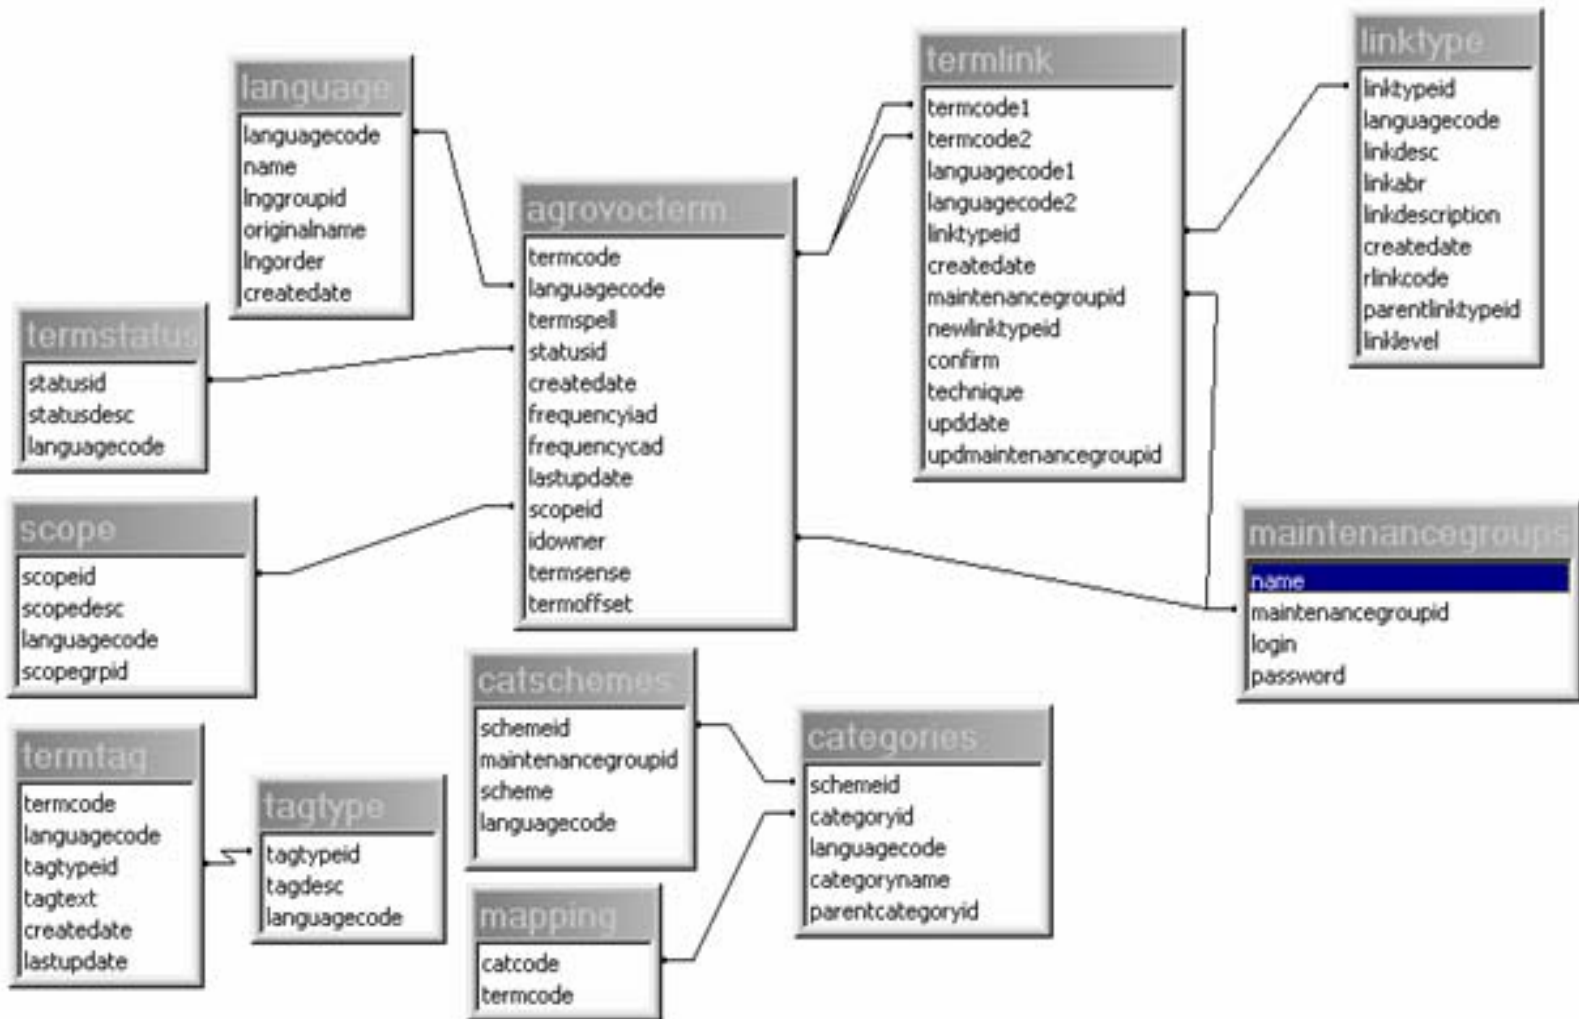 language
languagecode
name
lnggroupid
originalname
lngorder
createdate
termstatus
statusid
statusdesc
languagecode
scope
scopeid
scopedesc
languagecode
scopegrpid
termtag
termcode
languagecode
tagtypeid
tagtext
createdate
lastupdate
tagtype
tagtypeid
tagdesc
languagecode
agrovocterm
termcode
languagecode
termspell
statusid
createdate
frequencyiad
frequencycad
lastupdate
scopeid
idowner
termsense
termoffset
catschemes
schemeid
maintenancegroupid
scheme
languagecode
mapping
catcode
termcode
categories
schemeid
categoryid
languagecode
categoryname
parentcategoryid
termlink
termcode1
termcode2
languagecode1
languagecode2
linktypeid
createdate
maintenancegroupid
newlinktypeid
confirm
technique
upddate
updmaintenancegroupid
linktype
linktypeid
languagecode
linkdesc
linkabr
linkdescription
createdate
rlinkcode
parentlinktypeid
linklevel
maintenancegroups
name
maintenancegroupid
login
password